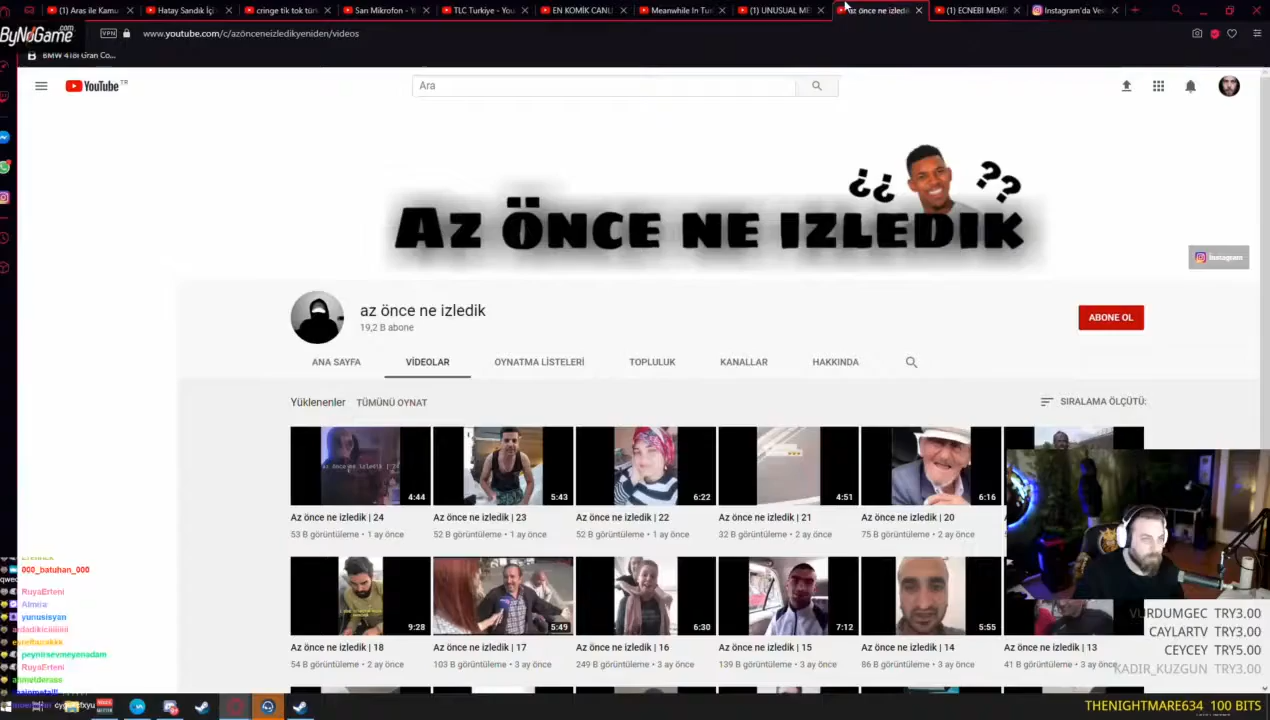 (1) Aras ile Kamu
Hatay Sandık İçi
cringe tik tok türk
Sarı Mikrofon - Y
TLC Turkiye - You
EN KOMİK CANLI
Meanwhile In Tur
(1) UNUSUAL ME
az önce ne izledi
(1) ECNEBİ MEME
Instagram'da Ve
ByNoGame.com
VPN
www.youtube.com/c/azönceneizledikyeniden/videos
BMW 418i Gran Co...
YouTube TR
Ara
¿¿ ??
Az önce ne izledik
Instagram
az önce ne izledik
19,2 B abone
ABONE OL
ANA SAYFA
VİDEOLAR
OYNATMA LİSTELERİ
TOPLULUK
KANALLAR
HAKKINDA
Yüklenenler
TÜMÜNÜ OYNAT
SIRALAMA ÖLÇÜTÜ:
4:44
5:43
6:22
4:51
6:16
Az önce ne izledik | 24
Az önce ne izledik | 23
Az önce ne izledik | 22
Az önce ne izledik | 21
Az önce ne izledik | 20
53 B görüntüleme • 1 ay önce
52 B görüntüleme • 1 ay önce
52 B görüntüleme • 1 ay önce
32 B görüntüleme • 2 ay önce
75 B görüntüleme • 2 ay önce
9:28
5:49
6:30
7:12
5:55
Az önce ne izledik | 18
Az önce ne izledik | 17
Az önce ne izledik | 16
Az önce ne izledik | 15
Az önce ne izledik | 14
Az önce ne izledik | 13
54 B görüntüleme • 2 ay önce
103 B görüntüleme • 3 ay önce
249 B görüntüleme • 3 ay önce
139 B görüntüleme • 3 ay önce
86 B görüntüleme • 3 ay önce
41 B görüntüleme • 3 ay önce
000_batuhan_000
RuyaErteni
Almira
yunusisyan
peynirsevmeyenadam
RuyaErteni
VURDUMGEC TRY3.00
CAYLARTV TRY3.00
CEYCEY TRY5.00
KADIR_KUZGUN TRY3.00
THENIGHTMARE634 100 BITS